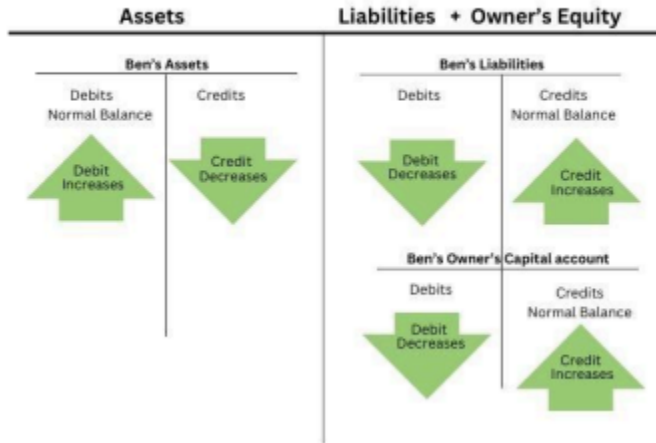 Assets
Liabilities + Owner's Equity
Ben's Assets
Debits
Normal Balance
Credits
Debit
Increases
Credit
Decreases
Ben's Liabilities
Debits
Credits
Normal Balance
Debit
Decreases
Credit
Increases
Ben's Owner's Capital account
Debits
Credits
Normal Balance
Debit
Decreases
Credit
Increases